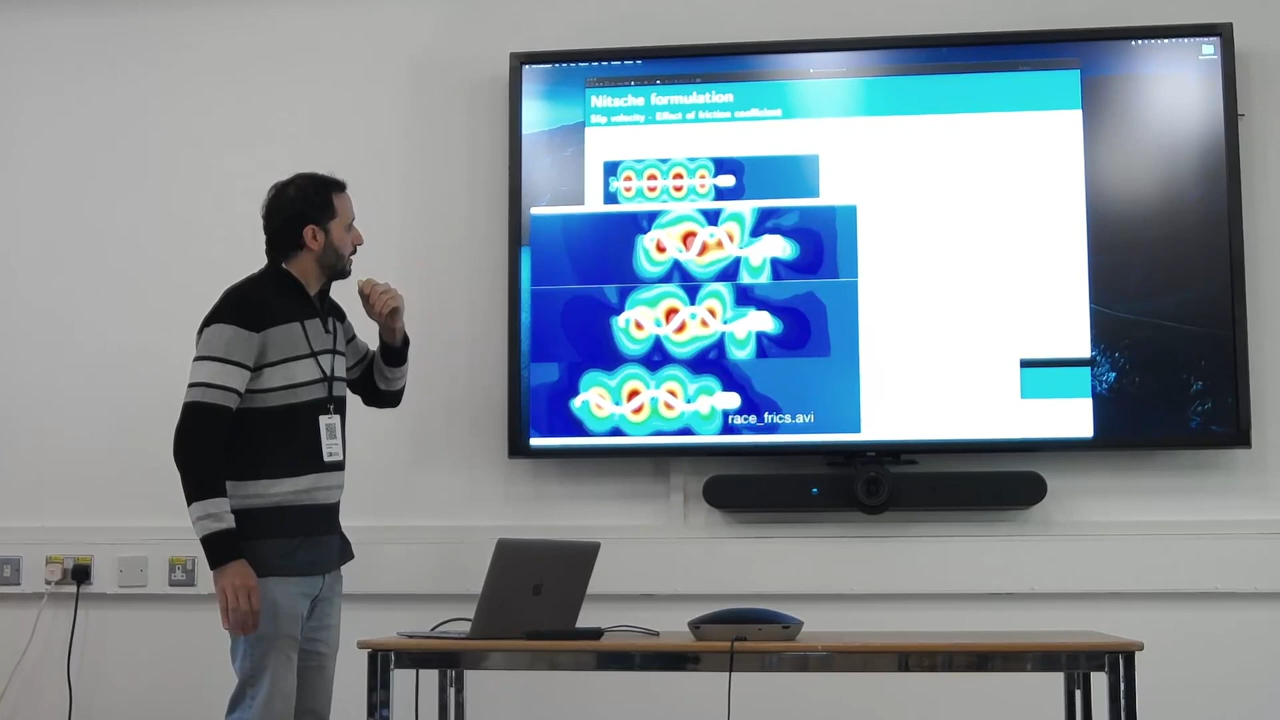 Nitsche formulation
Slip velocity - Effect of friction coefficient
race_frics.avi